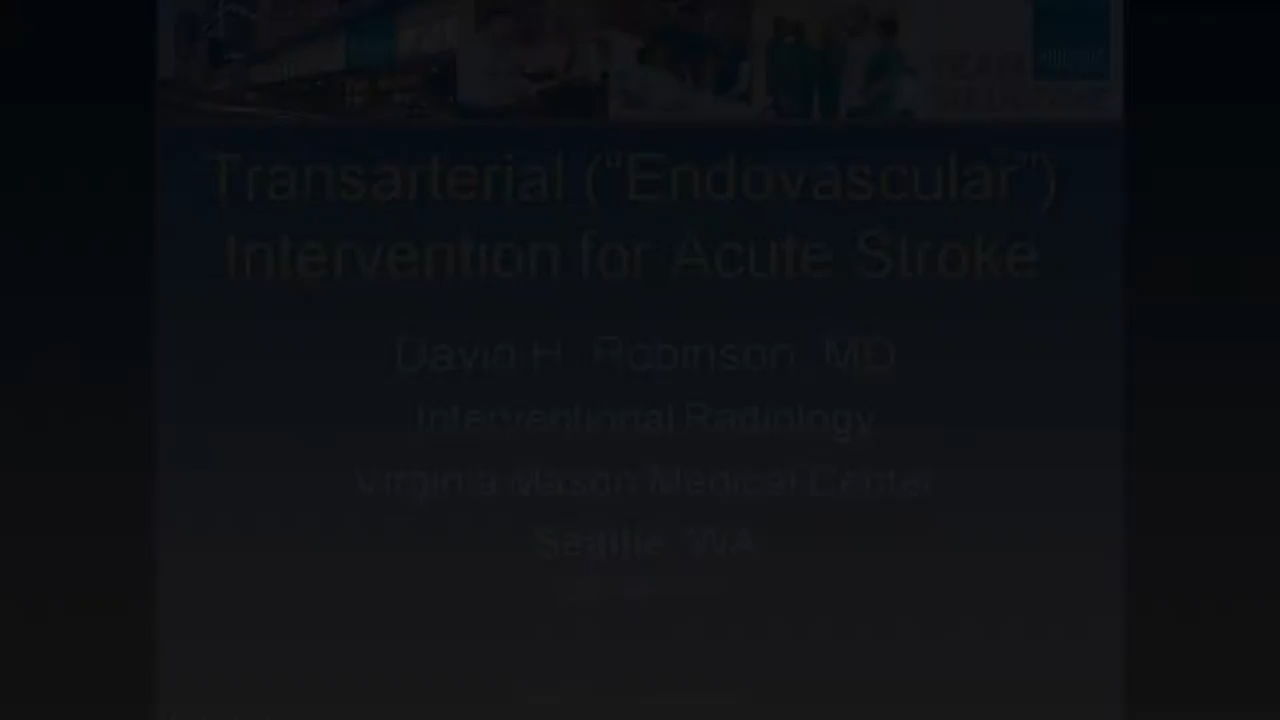 Transarterial ("Endovascular")
Intervention for Acute Stroke
David H. Robinson, MD
Interventional Radiology
Virginia Mason Medical Center
Seattle, WA